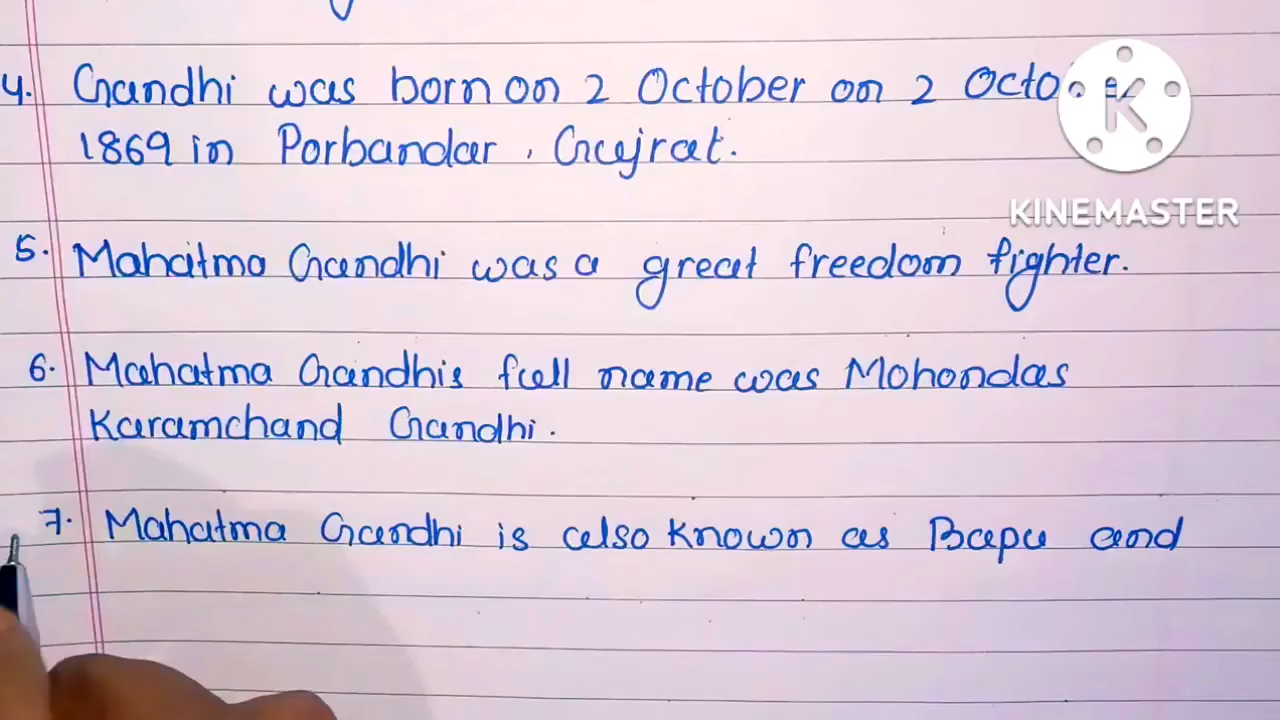 4. Gandhi was born on 2 October on 2 October
1869 in Porbandar, Gujrat.
KINEMASTER
5. Mahatma Gandhi was a great freedom fighter.
6. Mahatma Gandhis full name was Mohondas
Karamchand Gandhi.
7. Mahatma Gandhi is also known as Bapu and